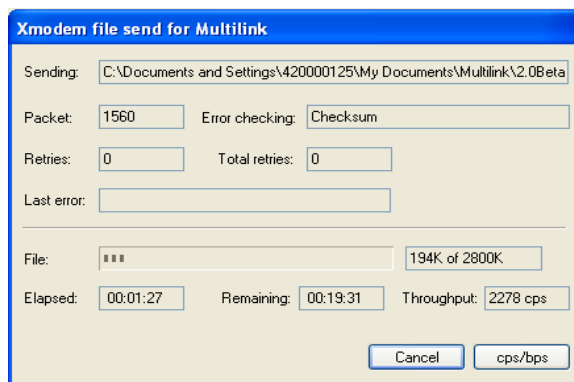 Xmodem file send for Multilink
Sending: C:\Documents and Settings\420000125\My Documents\Multilink\2.0Beta
Packet: 1560 Error checking: Checksum
Retries: 0 Total retries: 0
Last error:
File: 194K of 2800K
Elapsed: 00:01:27 Remaining: 00:19:31 Throughput: 2278 cps
Cancel cps/bps